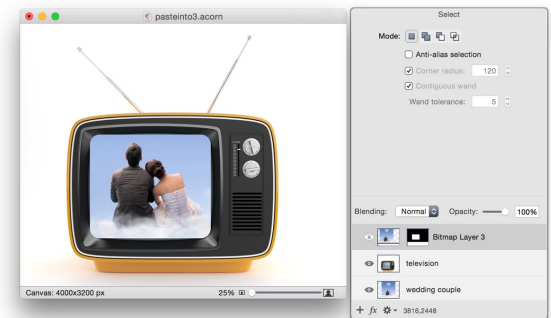 pasteinto3.acorn
Canvas: 4000x3200 px
25%
Select
Mode:
Anti-alias selection
Corner radius: 120
Contiguous wand
Wand tolerance: 5
Blending: Normal Opacity: 100%
Bitmap Layer 3
television
wedding couple
fx 3816,2448